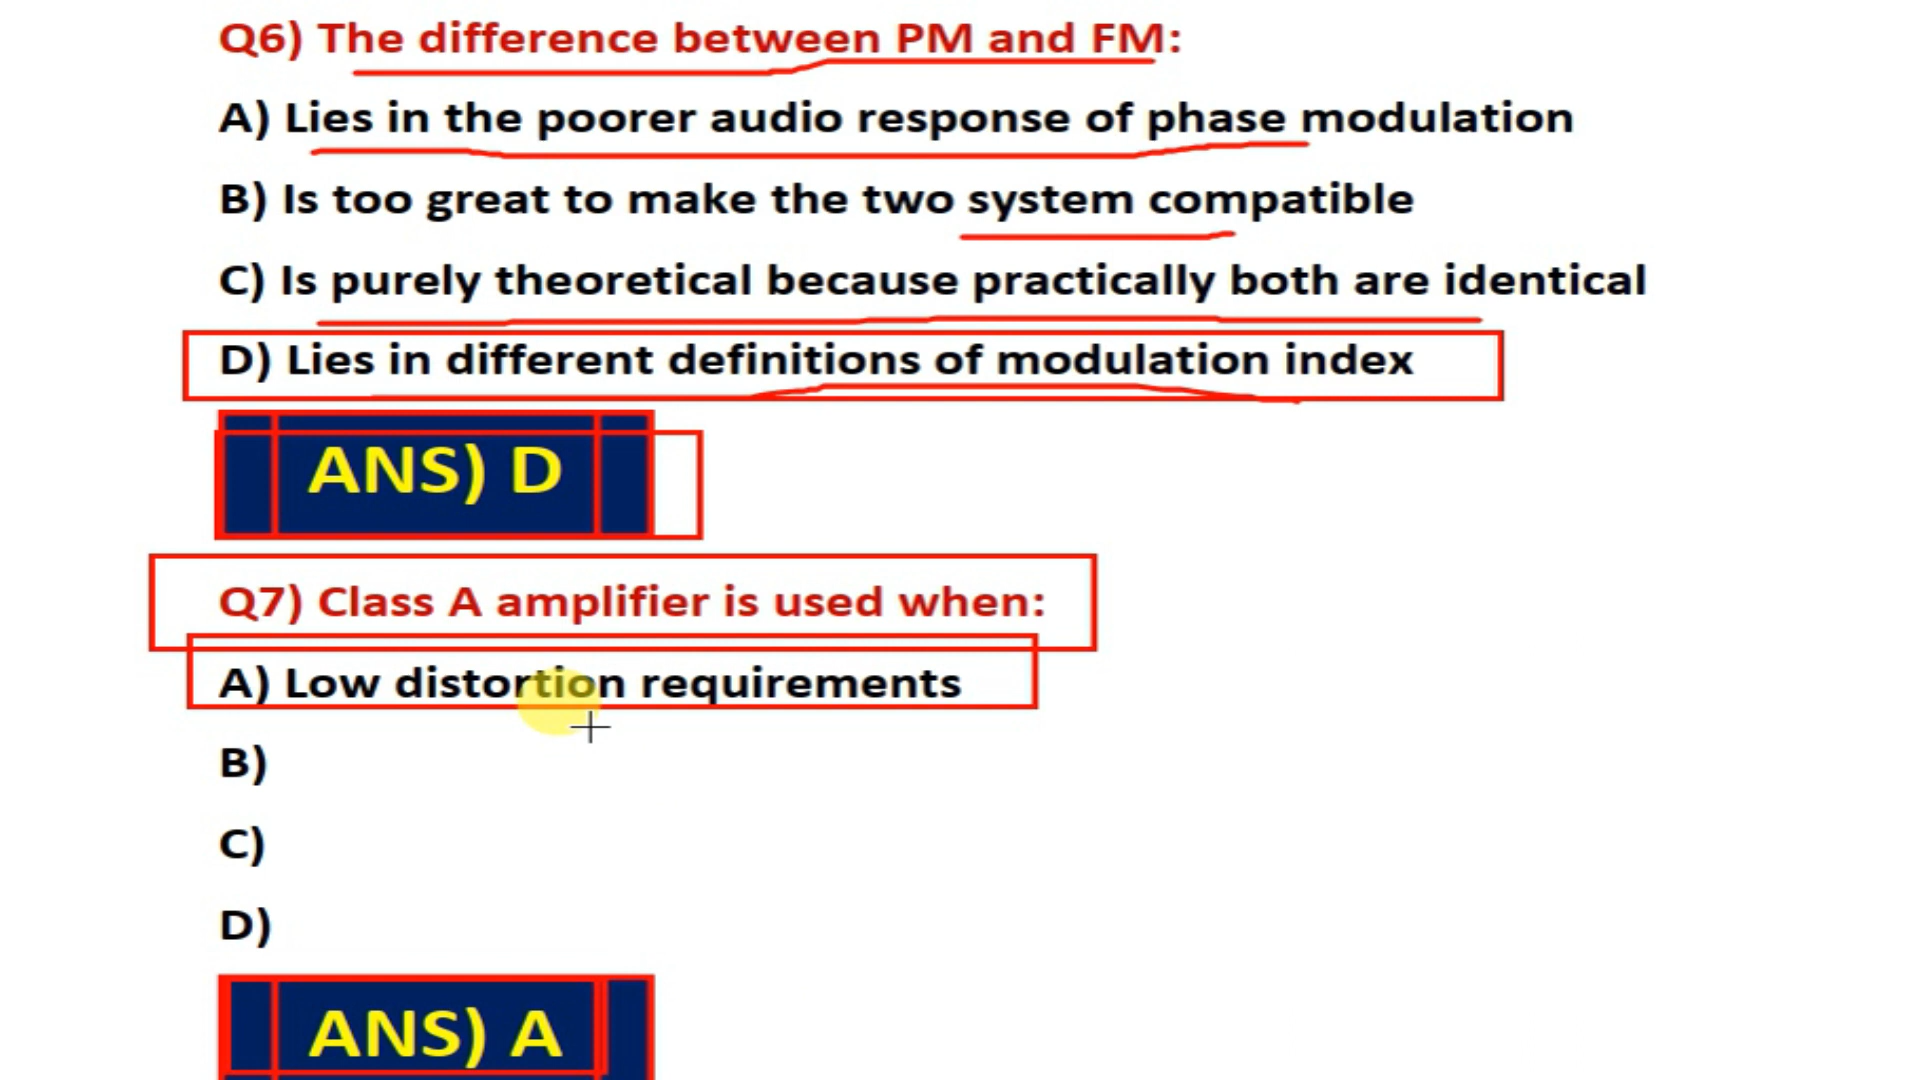 Q6) The difference between PM and FM:
A) Lies in the poorer audio response of phase modulation
B) Is too great to make the two system compatible
C) Is purely theoretical because practically both are identical
D) Lies in different definitions of modulation index
ANS) D
Q7) Class A amplifier is used when:
A) Low distortion requirements
B)
C)
D)
ANS) A